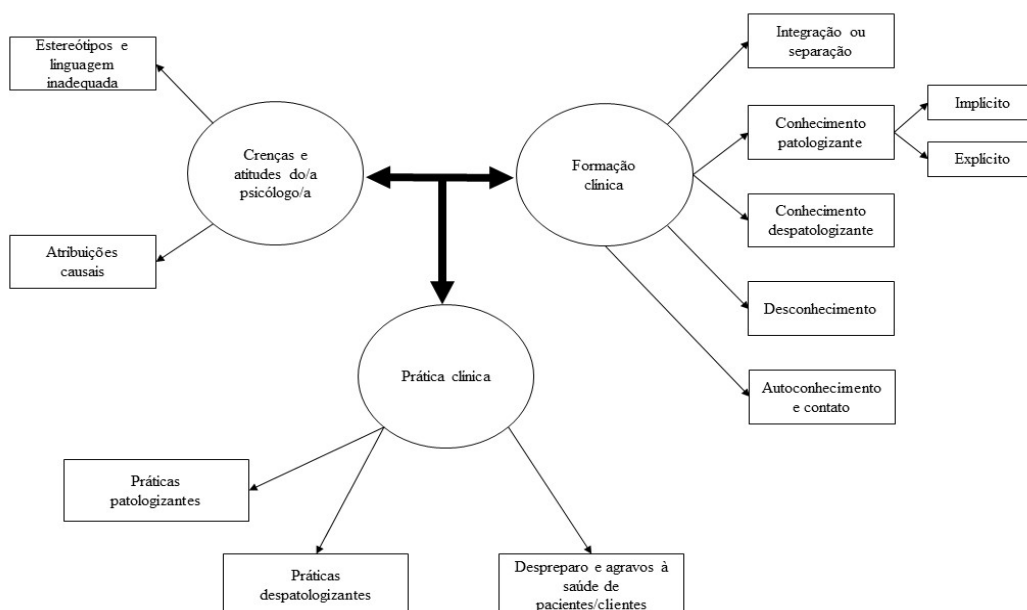 Estereótipos e
linguagem
inadequada
Crenças e
atitudes do/a
psicólogo/a
Atribuições
causais
Formação
clínica
Integração ou
separação
Conhecimento
patologizante
Implícito
Explícito
Conhecimento
despatologizante
Desconhecimento
Autoconhecimento
e contato
Prática clínica
Práticas
patologizantes
Práticas
despatologizantes
Despreparo e agravos à
saúde de
pacientes/clientes